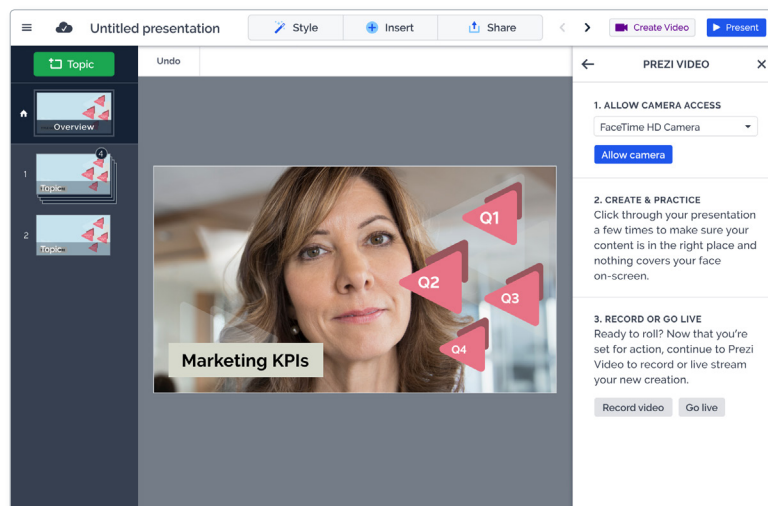 Untitled presentation
Style
Insert
Share
Create Video
Present
Topic
Undo
PREZI VIDEO
Overview
1
4
Topic
2
Topic
Q1
Q2
Q3
Q4
Marketing KPIs
1. ALLOW CAMERA ACCESS
FaceTime HD Camera
Allow camera
2. CREATE & PRACTICE
Click through your presentation
a few times to make sure your
content is in the right place and
nothing covers your face
on-screen.
3. RECORD OR GO LIVE
Ready to roll? Now that you're
set for action, continue to Prezi
Video to record or live stream
your new creation.
Record video
Go live